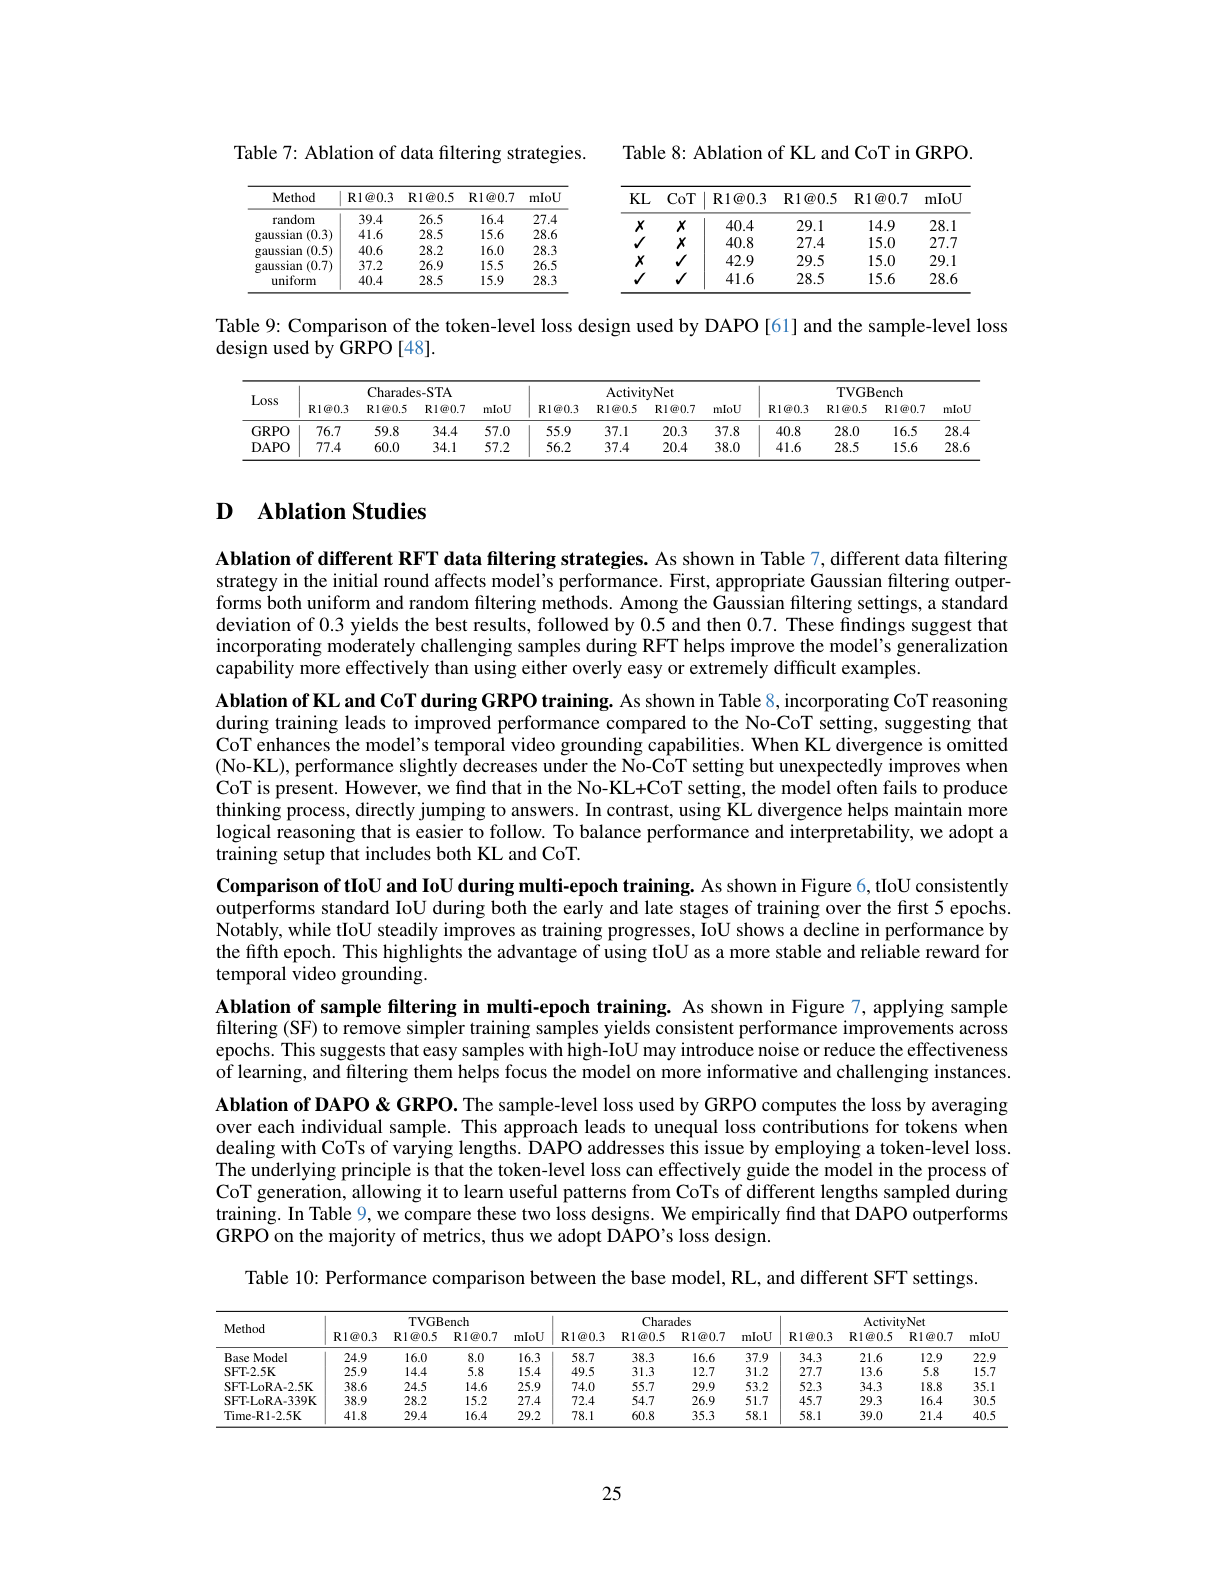 Table 7: Ablation of data filtering strategies.
Method R1@0.3 R1@0.5 R1@0.7 mIoU
random 39.4 26.5 16.4 27.4
gaussian (0.3) 41.6 28.5 15.6 28.6
gaussian (0.5) 40.6 28.2 16.0 28.3
gaussian (0.7) 37.2 26.9 15.5 26.5
uniform 40.4 28.5 15.9 28.3
Table 8: Ablation of KL and CoT in GRPO.
KL CoT R1@0.3 R1@0.5 R1@0.7 mIoU
✗ ✗ 40.4 29.1 14.9 28.1
✓ ✗ 40.8 27.4 15.0 27.7
✗ ✓ 42.9 29.5 15.0 29.1
✓ ✓ 41.6 28.5 15.6 28.6
Table 9: Comparison of the token-level loss design used by DAPO [61] and the sample-level loss
design used by GRPO [48].
Loss Charades-STA ActivityNet TVGBench
R1@0.3 R1@0.5 R1@0.7 mIoU R1@0.3 R1@0.5 R1@0.7 mIoU R1@0.3 R1@0.5 R1@0.7 mIoU
GRPO 76.7 59.8 34.4 57.0 55.9 37.1 20.3 37.8 40.8 28.0 16.5 28.4
DAPO 77.4 60.0 34.1 57.2 56.2 37.4 20.4 38.0 41.6 28.5 15.6 28.6
D Ablation Studies
Ablation of different RFT data filtering strategies. As shown in Table 7, different data filtering
strategy in the initial round affects model's performance. First, appropriate Gaussian filtering outper-
forms both uniform and random filtering methods. Among the Gaussian filtering settings, a standard
deviation of 0.3 yields the best results, followed by 0.5 and then 0.7. These findings suggest that
incorporating moderately challenging samples during RFT helps improve the model's generalization
capability more effectively than using either overly easy or extremely difficult examples.
Ablation of KL and CoT during GRPO training. As shown in Table 8, incorporating CoT reasoning
during training leads to improved performance compared to the No-CoT setting, suggesting that
CoT enhances the model's temporal video grounding capabilities. When KL divergence is omitted
(No-KL), performance slightly decreases under the No-CoT setting but unexpectedly improves when
CoT is present. However, we find that in the No-KL+CoT setting, the model often fails to produce
thinking process, directly jumping to answers. In contrast, using KL divergence helps maintain more
logical reasoning that is easier to follow. To balance performance and interpretability, we adopt a
training setup that includes both KL and CoT.
Comparison of tIoU and IoU during multi-epoch training. As shown in Figure 6, tIoU consistently
outperforms standard IoU during both the early and late stages of training over the first 5 epochs.
Notably, while tIoU steadily improves as training progresses, IoU shows a decline in performance by
the fifth epoch. This highlights the advantage of using tIoU as a more stable and reliable reward for
temporal video grounding.
Ablation of sample filtering in multi-epoch training. As shown in Figure 7, applying sample
filtering (SF) to remove simpler training samples yields consistent performance improvements across
epochs. This suggests that easy samples with high-IoU may introduce noise or reduce the effectiveness
of learning, and filtering them helps focus the model on more informative and challenging instances.
Ablation of DAPO & GRPO. The sample-level loss used by GRPO computes the loss by averaging
over each individual sample. This approach leads to unequal loss contributions for tokens when
dealing with CoTs of varying lengths. DAPO addresses this issue by employing a token-level loss.
The underlying principle is that the token-level loss can effectively guide the model in the process of
CoT generation, allowing it to learn useful patterns from CoTs of different lengths sampled during
training. In Table 9, we compare these two loss designs. We empirically find that DAPO outperforms
GRPO on the majority of metrics, thus we adopt DAPO's loss design.
Table 10: Performance comparison between the base model, RL, and different SFT settings.
Method TVGBench Charades ActivityNet
R1@0.3 R1@0.5 R1@0.7 mIoU R1@0.3 R1@0.5 R1@0.7 mIoU R1@0.3 R1@0.5 R1@0.7 mIoU
Base Model 24.9 16.0 8.0 16.3 58.7 38.3 16.6 37.9 34.3 21.6 12.9 22.9
SFT-2.5K 25.9 14.4 5.8 15.4 49.5 31.3 12.7 31.2 27.7 13.6 5.8 15.7
SFT-LoRA-2.5K 38.6 24.5 14.6 25.9 74.0 55.7 29.9 53.2 52.3 34.3 18.8 35.1
SFT-LoRA-339K 38.9 28.2 15.2 27.4 72.4 54.7 26.9 51.7 45.7 29.3 16.4 30.5
Time-R1-2.5K 41.8 29.4 16.4 29.2 78.1 60.8 35.3 58.1 58.1 39.0 21.4 40.5
25